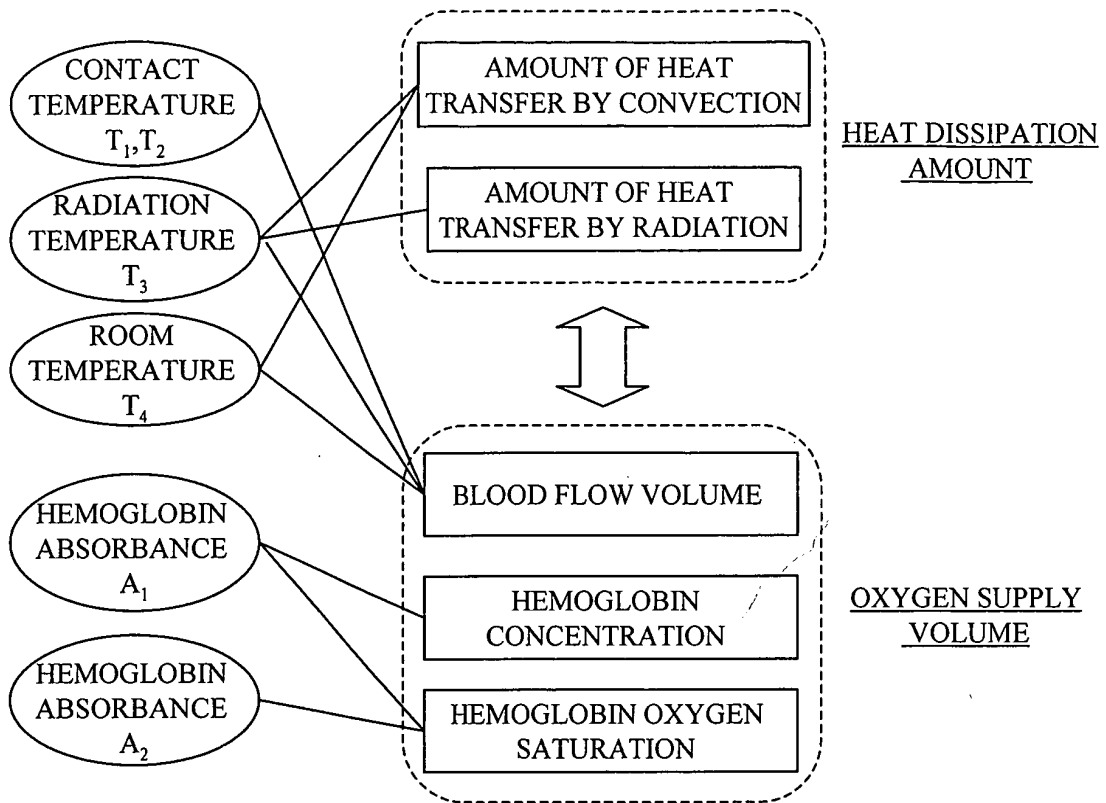 CONTACT
TEMPERATURE
T₁,T₂
RADIATION
TEMPERATURE
T₃
ROOM
TEMPERATURE
T₄
HEMOGLOBIN
ABSORBANCE
A₁
HEMOGLOBIN
ABSORBANCE
A₂
AMOUNT OF HEAT
TRANSFER BY CONVECTION
AMOUNT OF HEAT
TRANSFER BY RADIATION
HEAT DISSIPATION
AMOUNT
BLOOD FLOW VOLUME
HEMOGLOBIN
CONCENTRATION
HEMOGLOBIN OXYGEN
SATURATION
OXYGEN SUPPLY
VOLUME